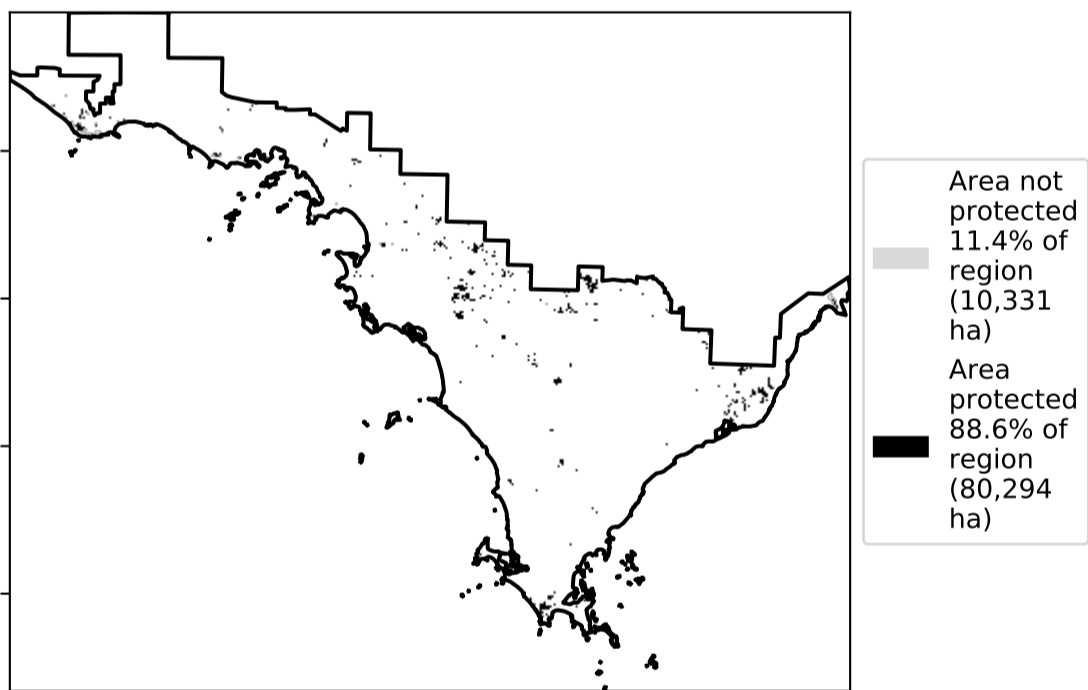 Area not
protected
11.4% of
region
(10,331
ha)
Area
protected
88.6% of
region
(80,294
ha)